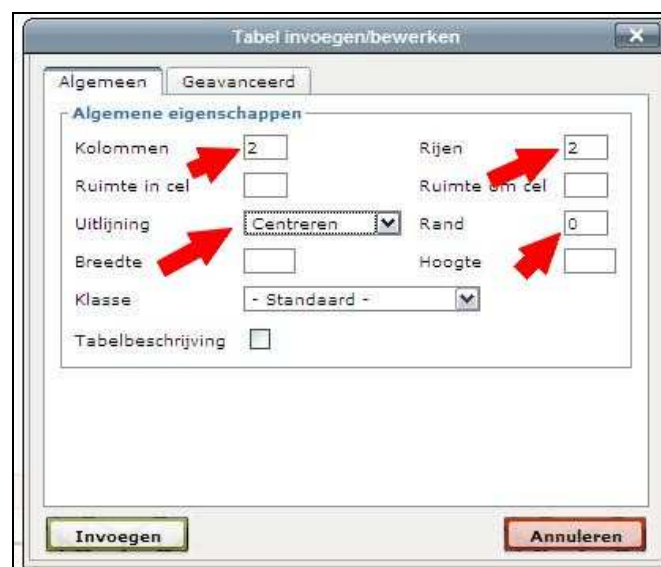 Tabel invoegen/bewerken
Algemeen Geavanceerd
Algemene eigenschappen
Kolommen 2 Rijen 2
Ruimte in cel Ruimte om cel
Uitlijning Centreren Rand 0
Breedte Hoogte
Klasse - Standaard -
Tabelbeschrijving
Invoegen Annuleren